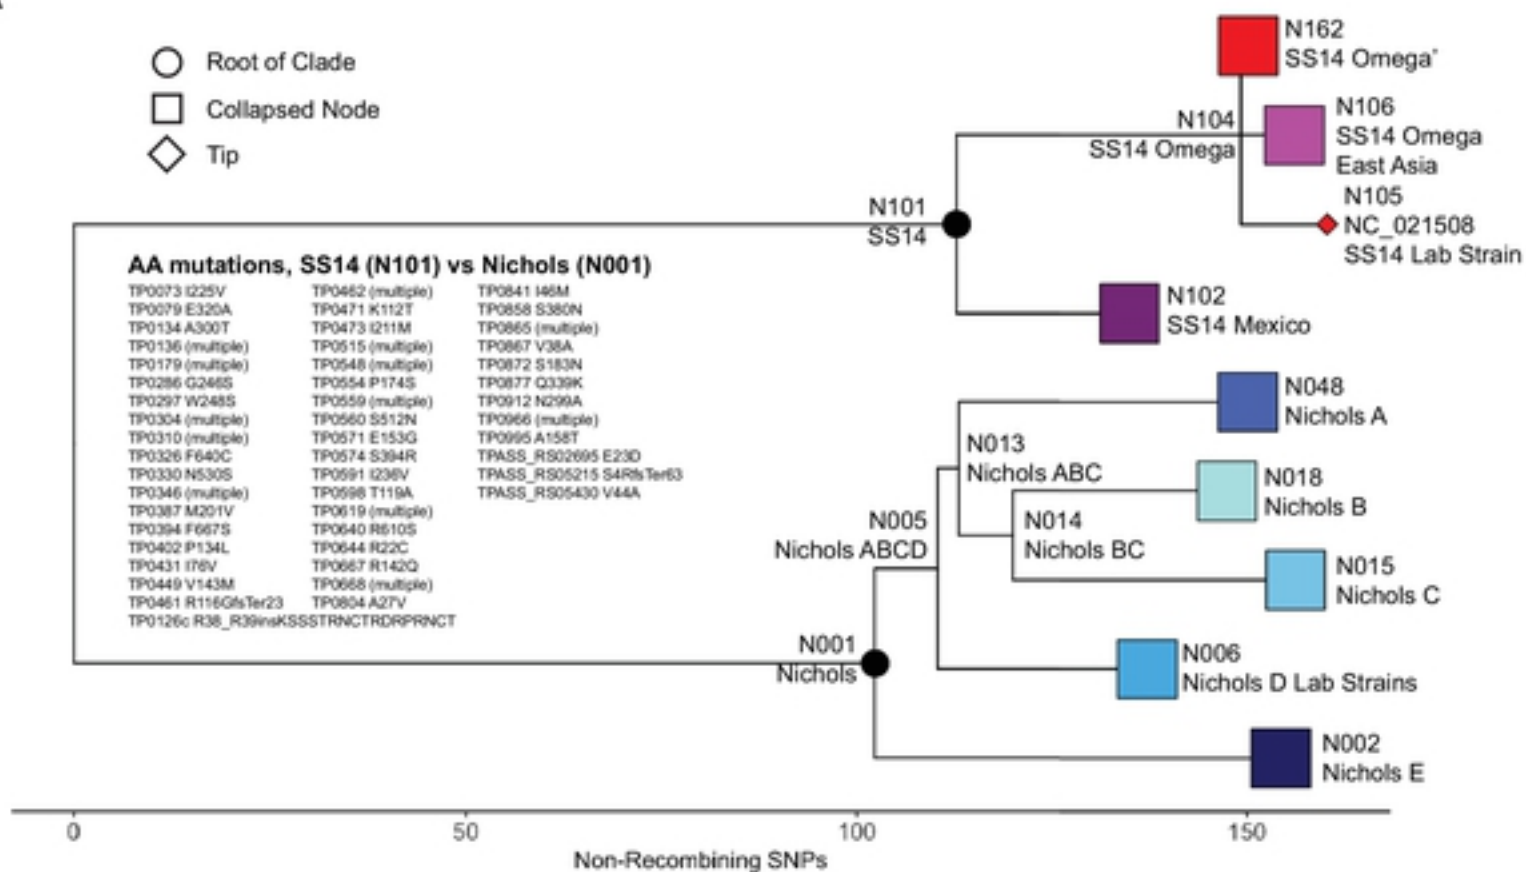 Root of Clade
Collapsed Node
Tip
N162
SS14 Omega*
N104
SS14 Omega
N106
SS14 Omega
East Asia
N105
NC_021508
SS14 Lab Strain
N101
SS14
N102
SS14 Mexico
AA mutations, SS14 (N101) vs Nichols (N001)
TP0073 I225V
TP0079 E320A
TP0134 A300T
TP0136 (multiple)
TP0179 (multiple)
TP0286 G246S
TP0297 W248S
TP0304 (multiple)
TP0310 (multiple)
TP0326 F640C
TP0330 N530S
TP0346 (multiple)
TP0387 M201V
TP0394 F667S
TP0402 P134L
TP0431 I76V
TP0449 V143M
TP0461 R116GfsTer23
TP0126c R38_R39insKSSSTRNCTRDRPRNCT
TP0462 (multiple)
TP0471 K112T
TP0473 I211M
TP0515 (multiple)
TP0548 (multiple)
TP0554 P174S
TP0559 (multiple)
TP0560 S512N
TP0571 E153G
TP0574 S394R
TP0591 I236V
TP0598 T119A
TP0619 (multiple)
TP0640 R610S
TP0644 R22C
TP0667 R142Q
TP0668 (multiple)
TP0804 A27V
TP0841 I46M
TP0858 S380N
TP0865 (multiple)
TP0867 V38A
TP0872 S183N
TP0877 Q339K
TP0912 N299A
TP0966 (multiple)
TP0995 A158T
TPASS_RS02695 E23D
TPASS_RS05215 S4RfsTer63
TPASS_RS05430 V44A
N048
Nichols A
N013
Nichols ABC
N018
Nichols B
N005
Nichols ABCD
N014
Nichols BC
N015
Nichols C
N001
Nichols
N006
Nichols D Lab Strains
N002
Nichols E
0
50
100
150
Non-Recombining SNPs